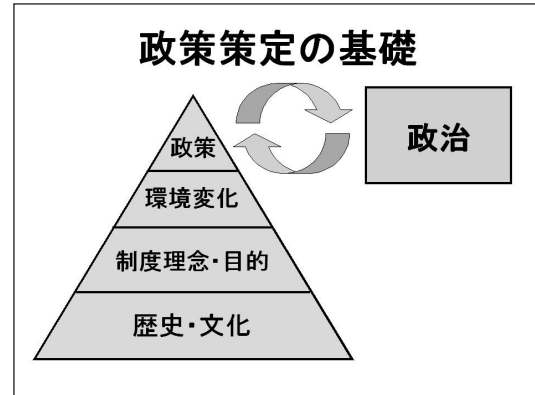 政策策定の基礎
政治
政策
環境変化
制度理念・目的
歴史・文化